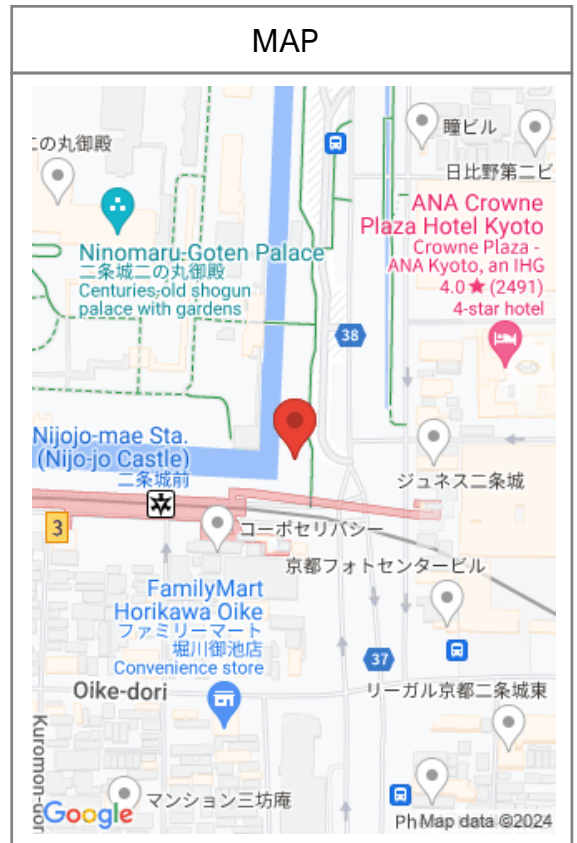 MAP
瞳ビル
二の丸御殿
日比野第二ビ
ANA Crowne
Plaza Hotel Kyoto
Crowne Plaza -
ANA Kyoto, an IHG
4.0★(2491)
4-star hotel
Ninomaru-Goten Palace
二条城二の丸御殿
Centuries-old shogun
palace with gardens
38
Nijojo-mae Sta.
(Nijo-jo Castle)
二条城前
ジュネス二条城
3
コーポセリバシー
京都フォトセンタービル
FamilyMart
Horikawa Oike
ファミリーマート
堀川御池店
Convenience store
37
Oike-dori
リーガル京都二条城東
Kuromon-dori
マンション三坊庵
Google
Ph
Map data ©2024